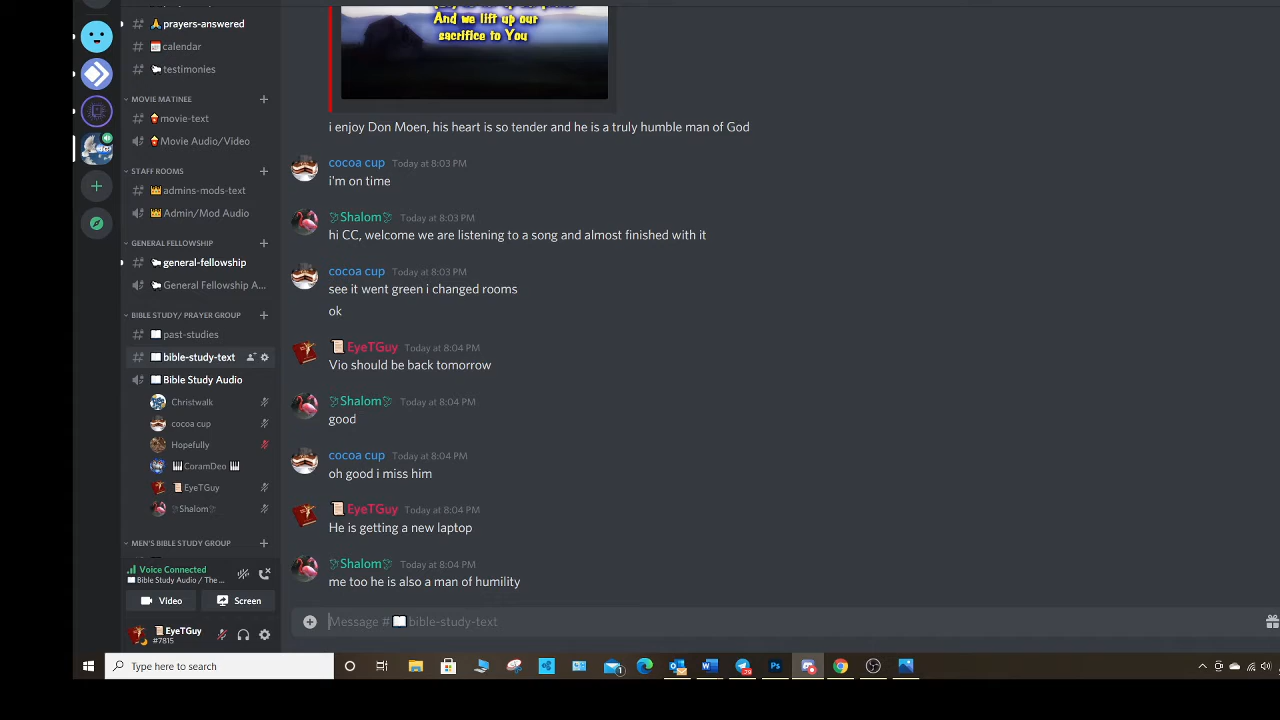 And we lift up our
sacrifice to You
i enjoy Don Moen, his heart is so tender and he is a truly humble man of God
cocoa cup Today at 8:03 PM
i'm on time
Shalom Today at 8:03 PM
hi CC, welcome we are listening to a song and almost finished with it
cocoa cup Today at 8:03 PM
see it went green i changed rooms
ok
EyeTGuy Today at 8:04 PM
Vio should be back tomorrow
Shalom Today at 8:04 PM
good
cocoa cup Today at 8:04 PM
oh good i miss him
EyeTGuy Today at 8:04 PM
He is getting a new laptop
Shalom Today at 8:04 PM
me too he is also a man of humility
Message # bible-study-text
prayers-answered
calendar
testimonies
MOVIE MATINEE
movie-text
Movie Audio/Video
STAFF ROOMS
admins-mods-text
Admin/Mod Audio
GENERAL FELLOWSHIP
general-fellowship
General Fellowship A...
BIBLE STUDY/ PRAYER GROUP
past-studies
bible-study-text
Bible Study Audio
Christwalk
cocoa cup
Hopefully
CoramDeo
EyeTGuy
Shalom
MEN'S BIBLE STUDY GROUP
Voice Connected
Bible Study Audio / The ...
Video
Screen
EyeTGuy
#7815
Type here to search
1